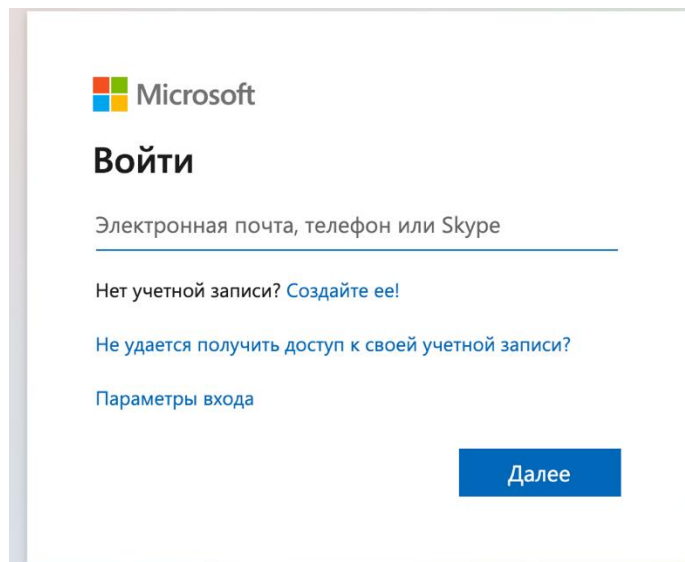 Microsoft
Войти
Электронная почта, телефон или Skype
Нет учетной записи? Создайте ее!
Не удается получить доступ к своей учетной записи?
Параметры входа
Далее